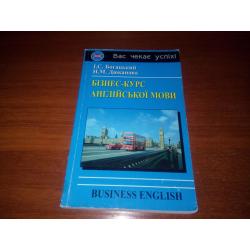 Вас чекає успіх!
І.С. Богацький
Н.М. Дюканова
БІЗНЕС-КУРС
АНГЛІЙСЬКОЇ МОВИ
BUSINESS ENGLISH